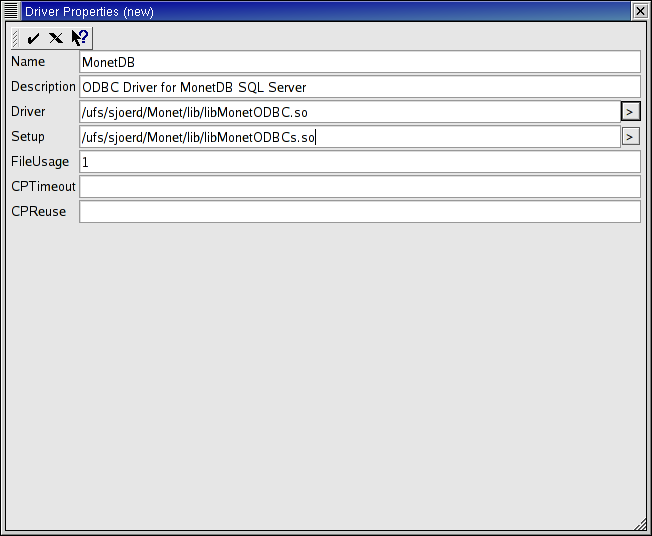 Driver Properties (new)
Name MonetDB
Description ODBC Driver for MonetDB SQL Server
Driver /ufs/sjoerd/Monet/lib/libMonetODBC.so >
Setup /ufs/sjoerd/Monet/lib/libMonetODBCs.so >
FileUsage 1
CPTimeout
CPReuse